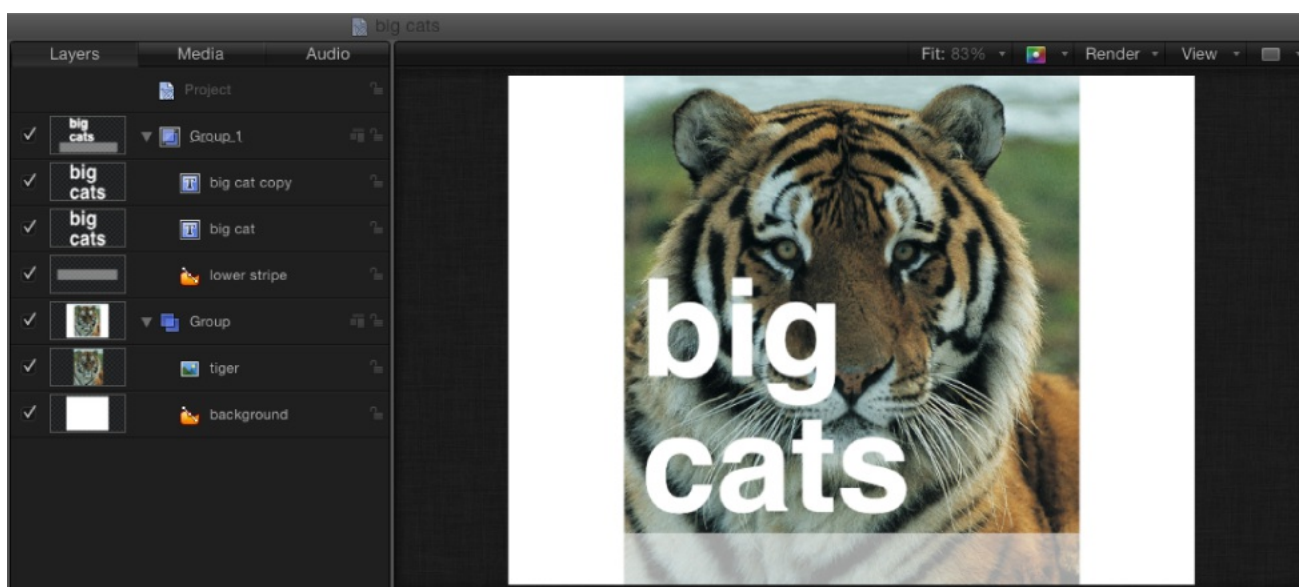 big cats
Layers Media Audio
Fit: 83% Render View
Project
big
cats
Group_1
big
cats
big cat copy
big
cats
big cat
lower stripe
Group
tiger
background
big
cats